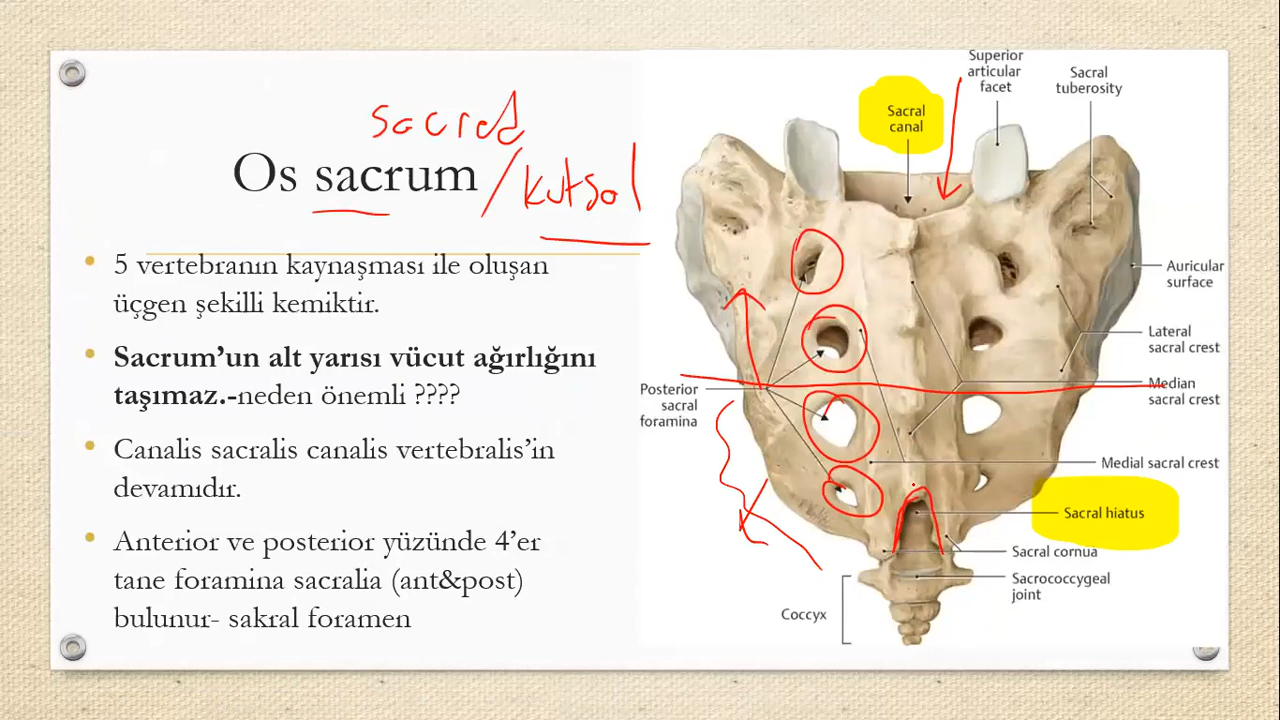 sacred
Os sacrum
/kutsal
5 vertebranın kaynaşması ile oluşan
üçgen şekilli kemiktir.
Sacrum’un alt yarısı vücut ağırlığını
taşımaz.-neden önemli ????
Canalis sacralis canalis vertebralis’in
devamıdır.
Anterior ve posterior yüzünde 4’er
tane foramina sacralia (ant&post)
bulunur- sakral foramen
Superior
articular
facet
Sacral
tuberosity
Sacral
canal
Auricular
surface
Lateral
sacral crest
Median
sacral crest
Posterior
sacral
foramina
Medial sacral crest
Sacral hiatus
Sacral cornua
Sacrococcygeal
joint
Coccyx